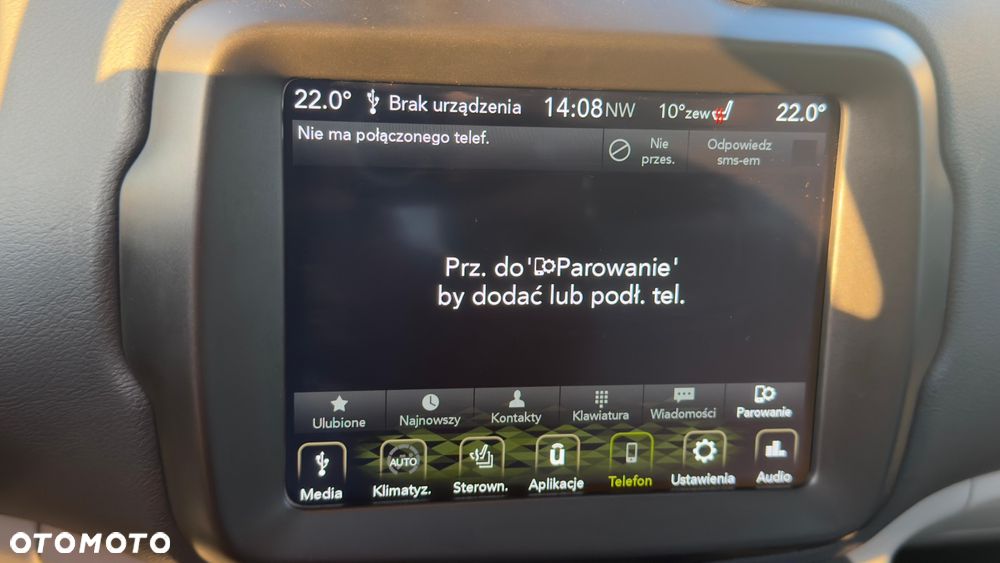 22.0° Brak urządzenia 14:08 NW 10°zew 22.0°
Nie ma połączonego telef.
Nie
przes.
Odpowiedz
sms-em
Prz. do'Parowanie'
by dodać lub podł. tel.
Ulubione Najnowszy Kontakty Klawiatura Wiadomości Parowanie
AUTO
Media Klimatyz. Sterown. Aplikacje Telefon Ustawienia Audio
OTOMOTO